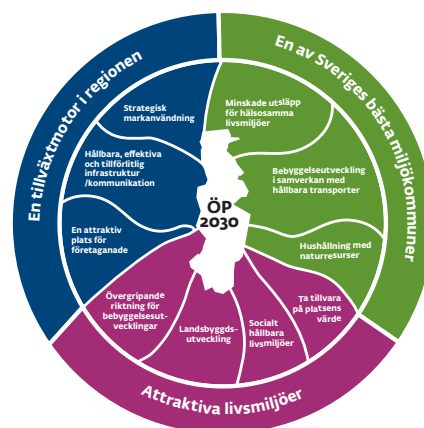 En tillväxtmotor i regionen
En av Sveriges bästa miljökommuner
Attraktiva livsmiljöer
Strategisk
markanvändning
Hållbara, effektiva
och tillförlitlig
infrastruktur
/kommunikation
En attraktiv
plats för
företaganade
Minskade utsläpp
för hälsosamma
livsmiljöer
Bebyggelseutveckling
i samverkan med
hållbara transporter
Hushållning med
naturresurser
ÖP
2030
Övergripande
riktning för
bebyggelsesut-
vecklingar
Landsbyggds-
utveckling
Socialt
hållbara
livsmiljöer
Ta tillvara
på platsens
värde